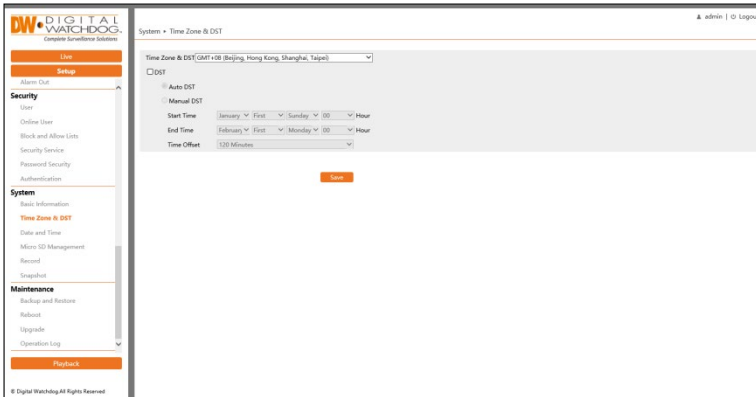 DW DIGITAL
WATCHDOG
Complete Surveillance Solutions
admin | Logou
System ▸ Time Zone & DST
Live
Setup
Alarm Out
Security
User
Online User
Block and Allow Lists
Security Service
Password Security
Authentication
System
Basic Information
Time Zone & DST
Date and Time
Micro SD Management
Record
Snapshot
Maintenance
Backup and Restore
Reboot
Upgrade
Operation Log
Playback
© Digital Watchdog.All Rights Reserved
Time Zone & DST GMT+08 (Beijing, Hong Kong, Shanghai, Taipei)
DST
Auto DST
Manual DST
Start Time January First Sunday 00 Hour
End Time February First Monday 00 Hour
Time Offset 120 Minutes
Save